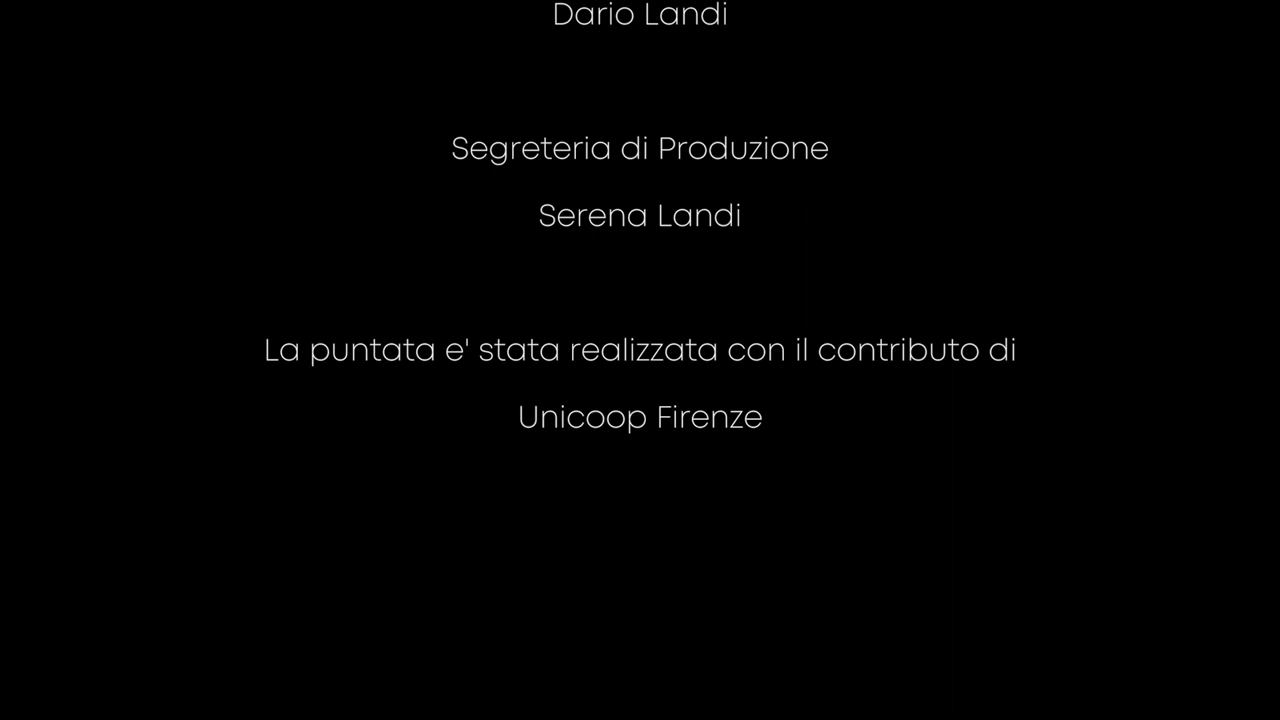 Dario Landi
Segreteria di Produzione
Serena Landi
La puntata e' stata realizzata con il contributo di
Unicoop Firenze